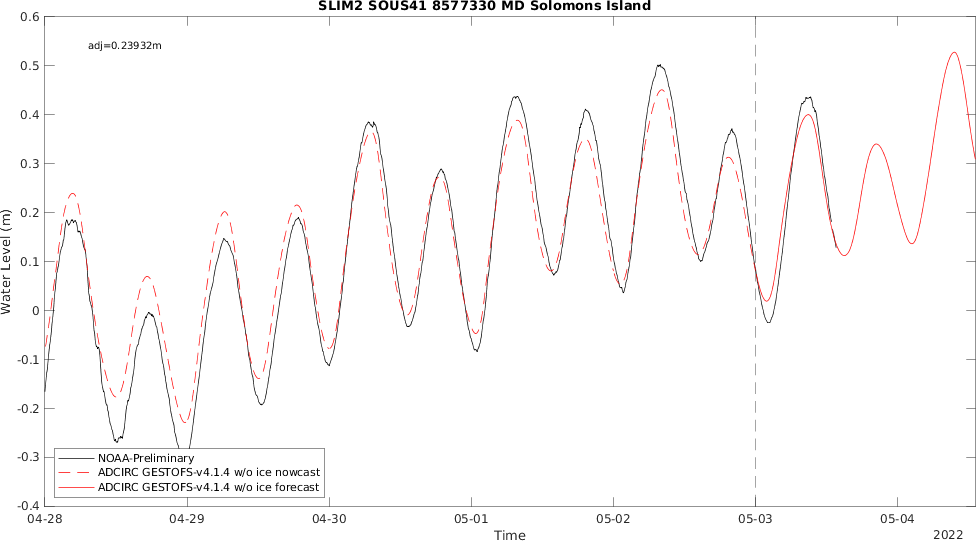 SLIM2 SOUS41 8577330 MD Solomons Island
adj=0.23932m
0.6
0.5
0.4
0.3
0.2
0.1
0
-0.1
-0.2
-0.3
-0.4
Water Level (m)
NOAA-Preliminary
ADCIRC GESTOFS-v4.1.4 w/o ice nowcast
ADCIRC GESTOFS-v4.1.4 w/o ice forecast
04-28 04-29 04-30 05-01 05-02 05-03 05-04
Time
2022